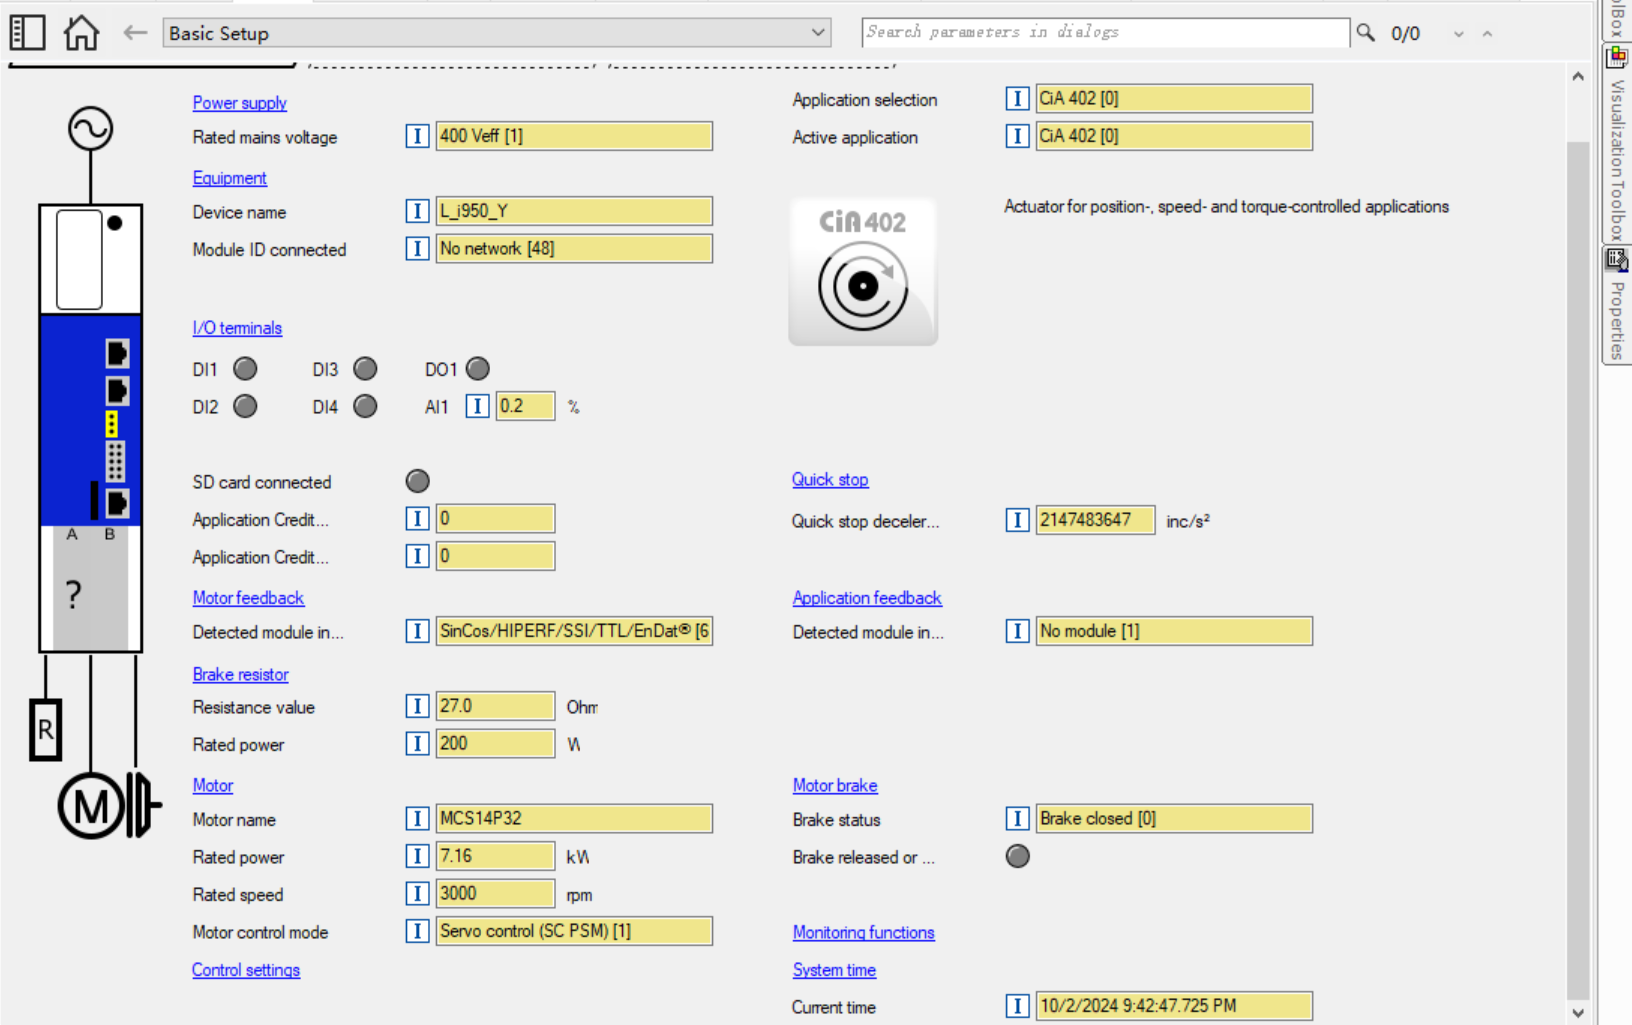 Basic Setup
Search parameters in dialogs
0/0
Power supply
Rated mains voltage I 400 Veff [1]
Equipment
Device name I L_i950_Y
Module ID connected I No network [48]
I/O terminals
DI1 DI3 DO1
DI2 DI4 AI1 I 0.2 %
SD card connected
Application Credit... I 0
Application Credit... I 0
Motor feedback
Detected module in... I SinCos/HIPERF/SSI/TTL/EnDat® [6
Brake resistor
Resistance value I 27.0 Ohm
Rated power I 200 W
Motor
Motor name I MCS14P32
Rated power I 7.16 kW
Rated speed I 3000 rpm
Motor control mode I Servo control (SC PSM) [1]
Control settings
A B
?
R
M
Application selection I CiA 402 [0]
Active application I CiA 402 [0]
CiA 402
Actuator for position-, speed- and torque-controlled applications
Quick stop
Quick stop deceler... I 2147483647 inc/s²
Application feedback
Detected module in... I No module [1]
Motor brake
Brake status I Brake closed [0]
Brake released or ...
Monitoring functions
System time
Current time I 10/2/2024 9:42:47.725 PM
olBox
Visualization Toolbox
Properties